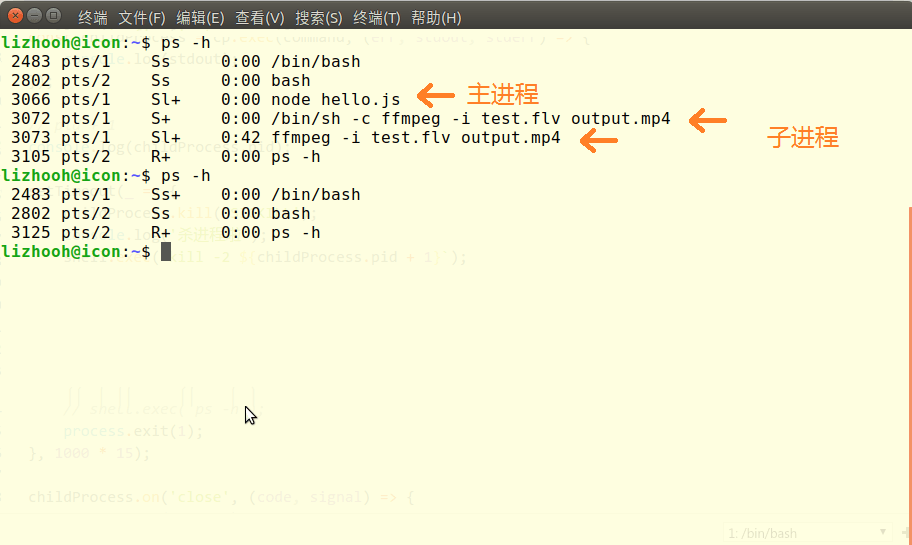 终端 文件(F) 编辑(E) 查看(V) 搜索(S) 终端(T) 帮助(H)
lizhooh@icon:~$ ps -h
2483 pts/1    Ss     0:00 /bin/bash
2802 pts/2    Ss     0:00 bash
3066 pts/1    Sl+    0:00 node hello.js
主进程
3072 pts/1    S+     0:00 /bin/sh -c ffmpeg -i test.flv output.mp4
3073 pts/1    Sl+    0:42 ffmpeg -i test.flv output.mp4
子进程
3105 pts/2    R+     0:00 ps -h
lizhooh@icon:~$ ps -h
2483 pts/1    Ss+    0:00 /bin/bash
2802 pts/2    Ss     0:00 bash
3125 pts/2    R+     0:00 ps -h
lizhooh@icon:~$
// shell.exec('ps -h
process.exit(1);
}, 1000 * 15);
childProcess.on('close', (code, signal) => {
1: /bin/bash